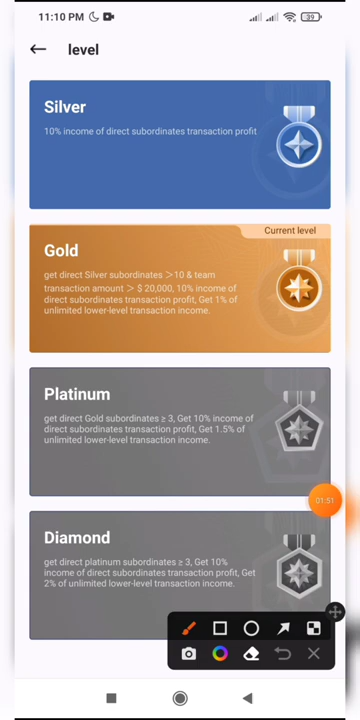 11:10 PM
39
level
Silver
10% income of direct subordinates transaction profit
Current level
Gold
get direct Silver subordinates ＞10 & team
transaction amount ＞ $ 20,000, 10% income of
direct subordinates transaction profit, Get 1% of
unlimited lower-level transaction income.
Platinum
get direct Gold subordinates ≥ 3, Get 10% income of
direct subordinates transaction profit, Get 1.5% of
unlimited lower-level transaction income.
01:51
Diamond
get direct platinum subordinates ≥ 3, Get 10%
income of direct subordinates transaction profit, Get
2% of unlimited lower-level transaction income.